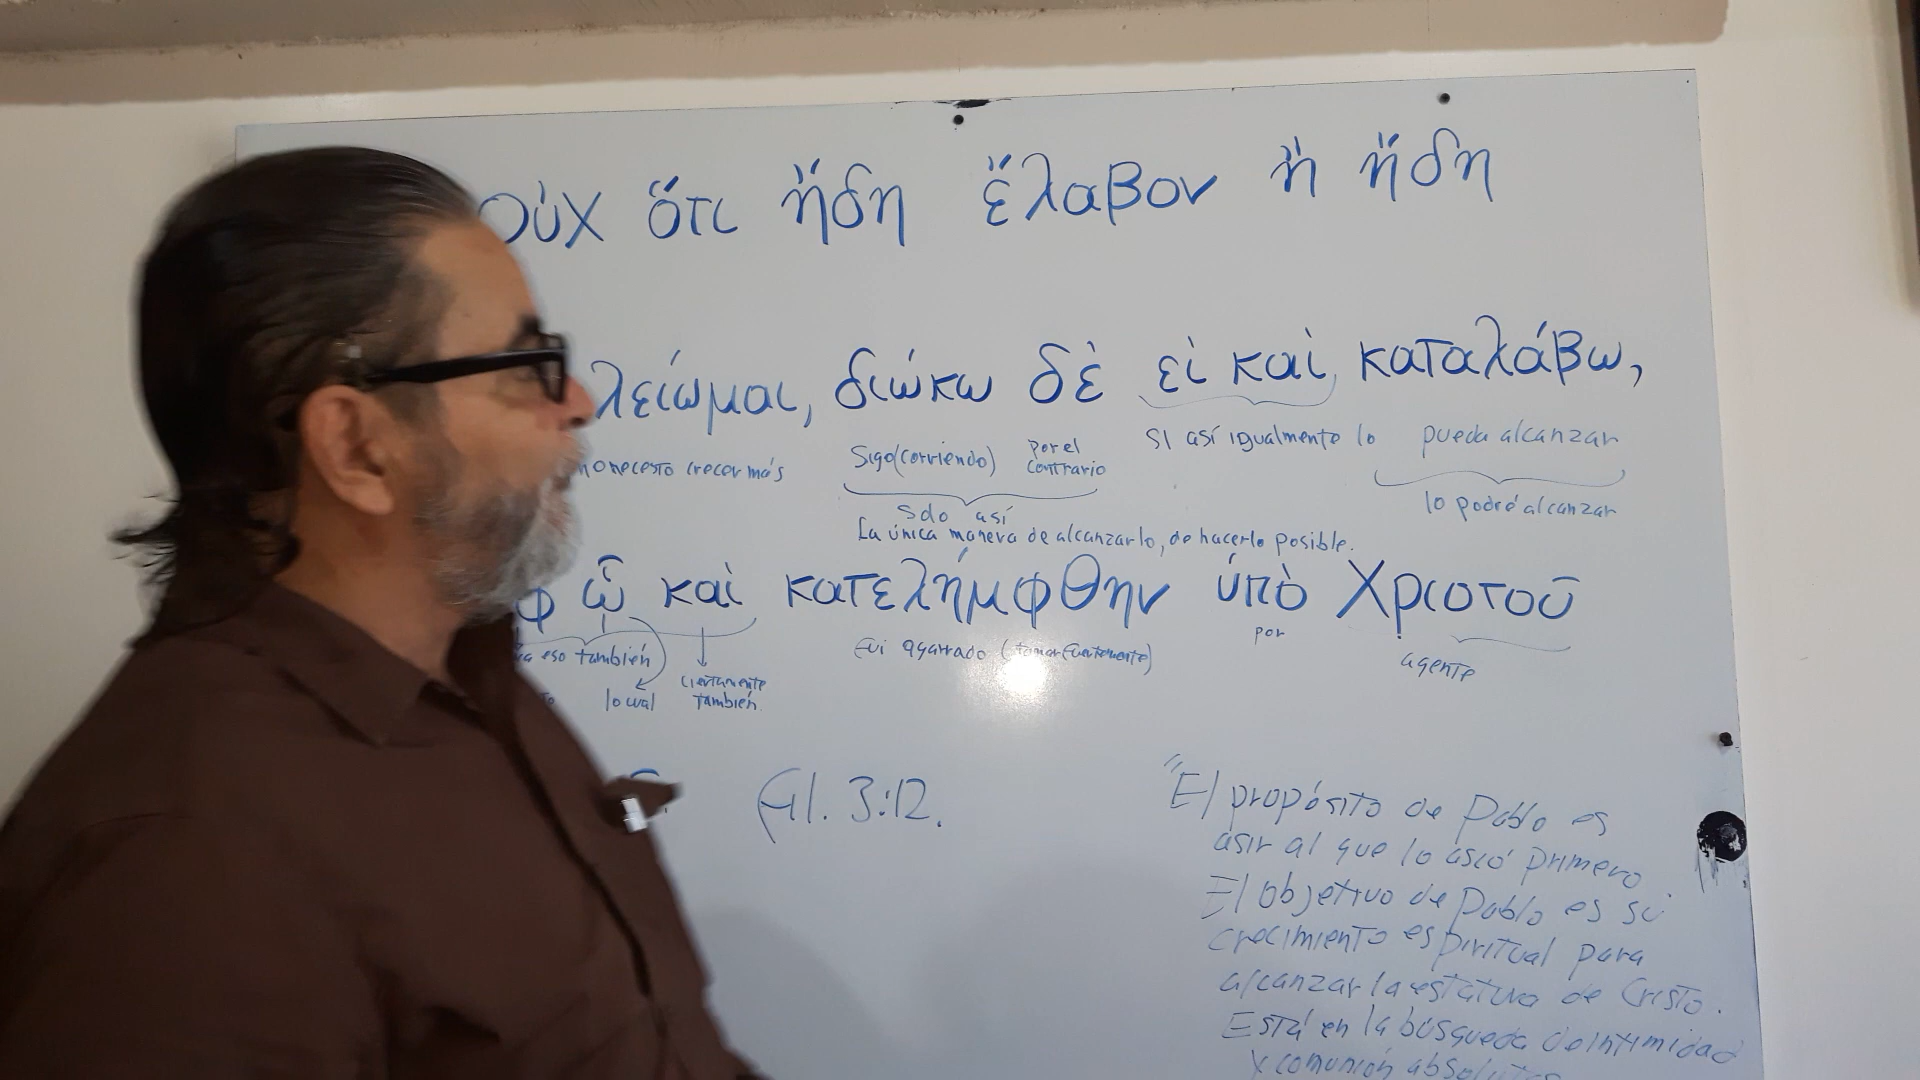 Οὐχ ὅτι ἤδη ἔλαβον ἢ ἤδη
λείωμαι, διώκω δὲ εἰ καὶ καταλάβω,
no necesto crecer más Sigo(corriendo) por el contrario si así igualmente lo pueda alcanzar
Solo así lo podré alcanzar
La única manera de alcanzarlo, de hacerlo posible.
φ ᾧ καὶ κατελήμφθην ὑπὸ Χριστοῦ
a eso también Fui agarrado (tomar fuertemente) por agente
lo cual ciertamente también.
Fil. 3:12.
"El propósito de Pablo es
asir al que lo asió primero.
El objetivo de Pablo es su
crecimiento espiritual para
alcanzar la estatura de Cristo.
Está en la búsqueda de intimidad
y comunión